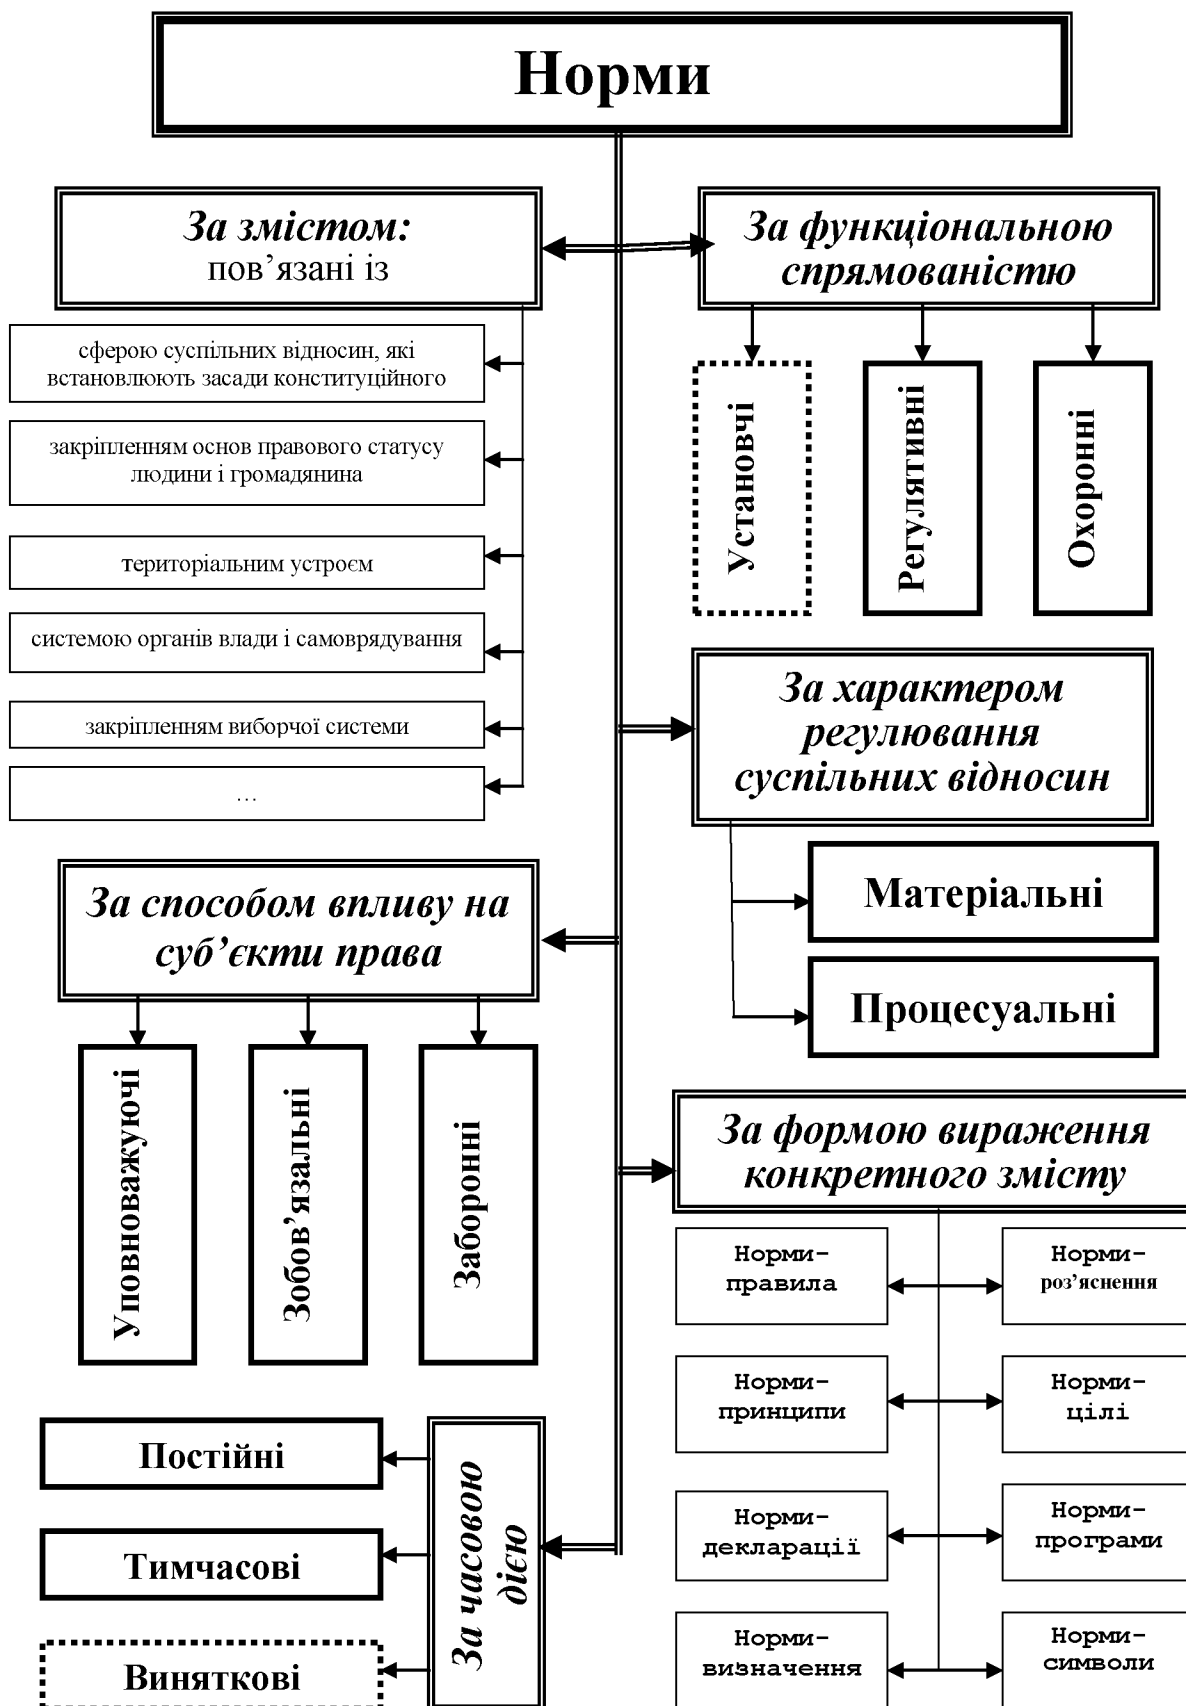 Норми
За змістом:
пов’язані із
сферою суспільних відносин, які
встановлюють засади конституційного
закріпленням основ правового статусу
людини і громадянина
територіальним устроєм
системою органів влади і самоврядування
закріпленням виборчої системи
…
За функціональною
спрямованістю
Установчі
Регулятивні
Охоронні
За характером
регулювання
суспільних відносин
Матеріальні
Процесуальні
За способом впливу на
суб’єкти права
Уповноважуючі
Зобов’язальні
Заборонні
За формою вираження
конкретного змісту
Норми-
правила
Норми-
роз’яснення
Норми-
принципи
Норми-
цілі
Норми-
декларації
Норми-
програми
Норми-
визначення
Норми-
символи
За часовою
дією
Постійні
Тимчасові
Виняткові